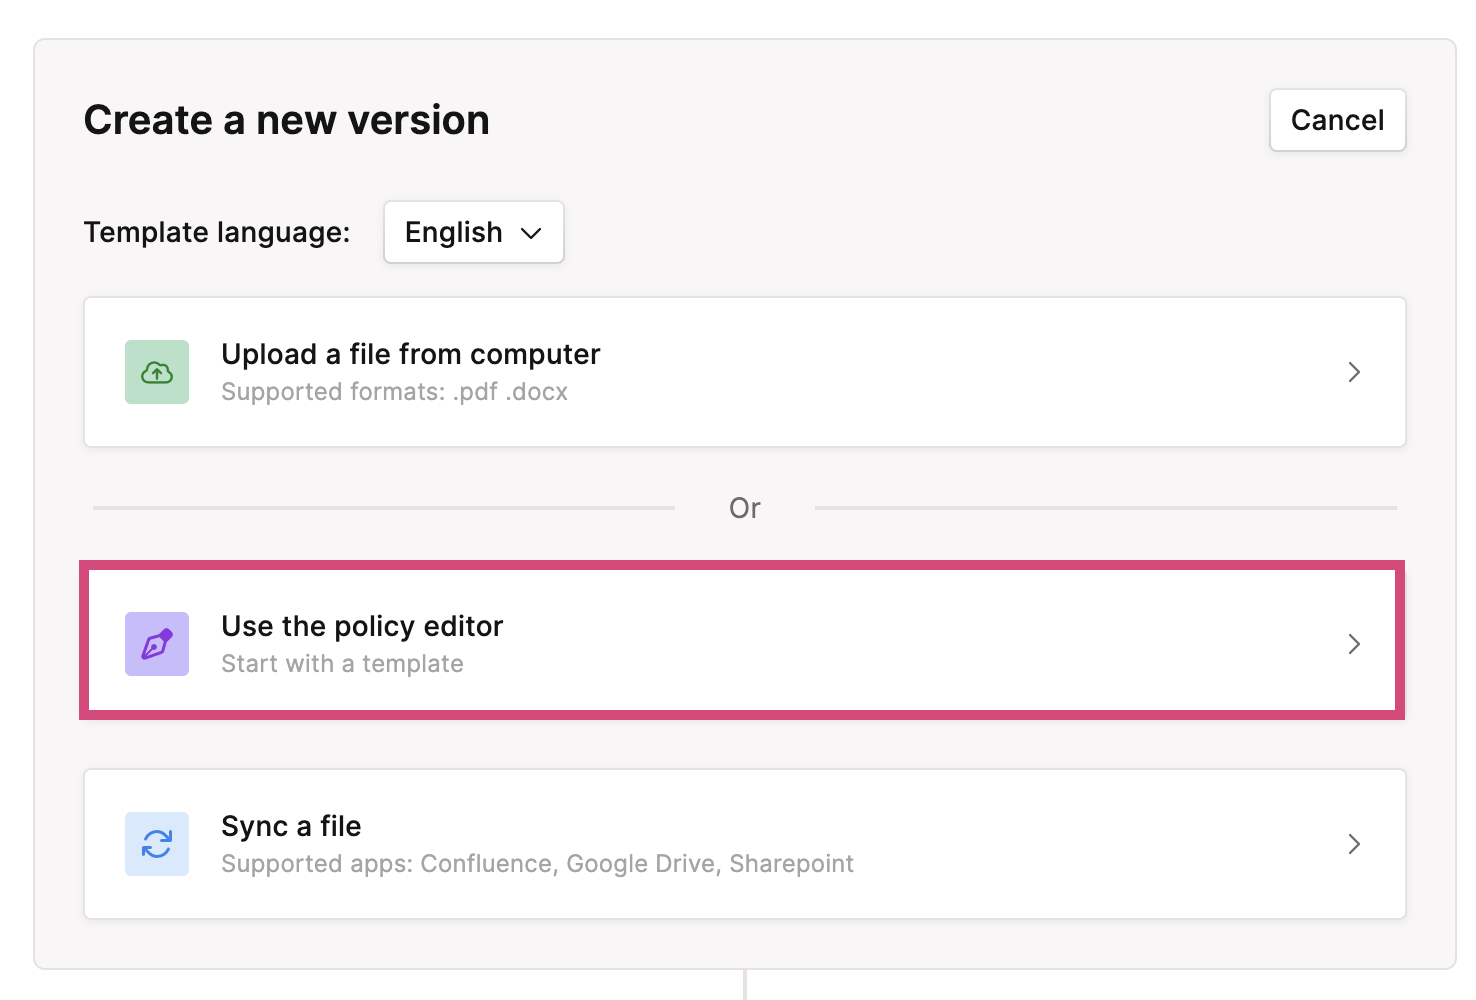 Create a new version
Cancel
Template language:
English
Upload a file from computer
Supported formats: .pdf .docx
Or
Use the policy editor
Start with a template
Sync a file
Supported apps: Confluence, Google Drive, Sharepoint